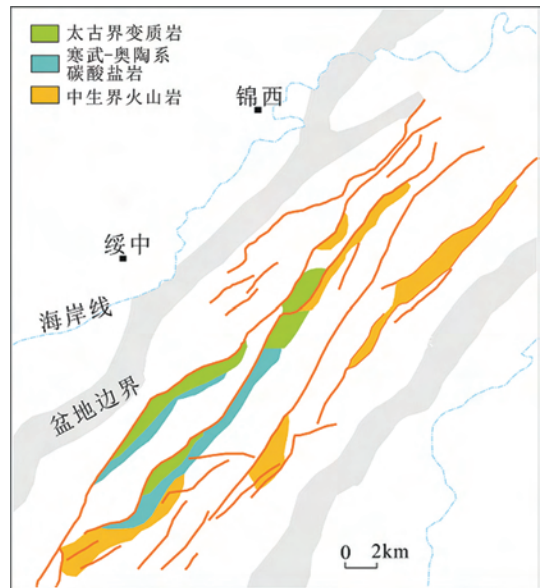 太古界变质岩
寒武-奥陶系
碳酸盐岩
中生界火山岩
锦西
绥中
海岸线
盆地边界
0 2km